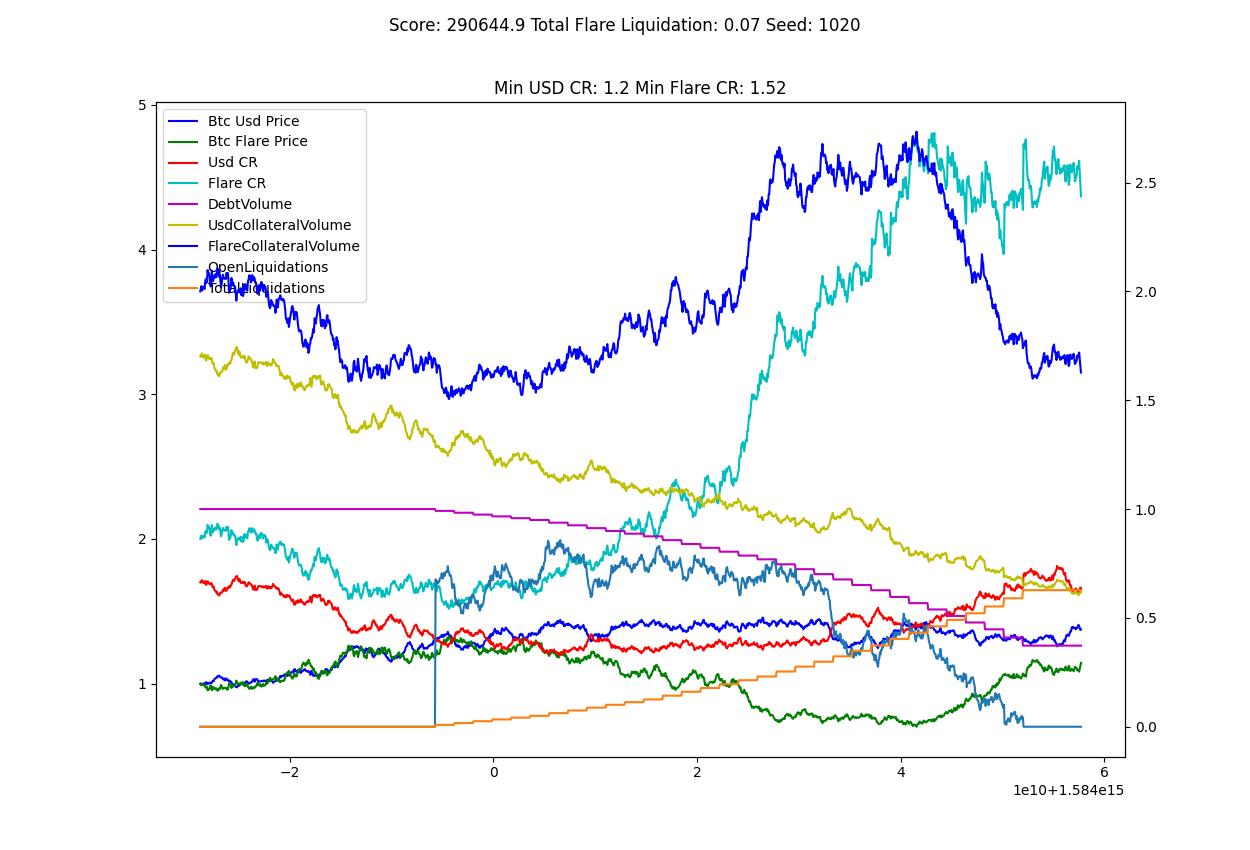 Score: 290644.9 Total Flare Liquidation: 0.07 Seed: 1020
Min USD CR: 1.2 Min Flare CR: 1.52
Btc Usd Price
Btc Flare Price
Usd CR
Flare CR
DebtVolume
UsdCollateralVolume
FlareCollateralVolume
OpenLiquidations
TotalLiquidations
5
4
3
2
1
2.5
2.0
1.5
1.0
0.5
0.0
−2
0
2
4
6
1e10+1.584e15